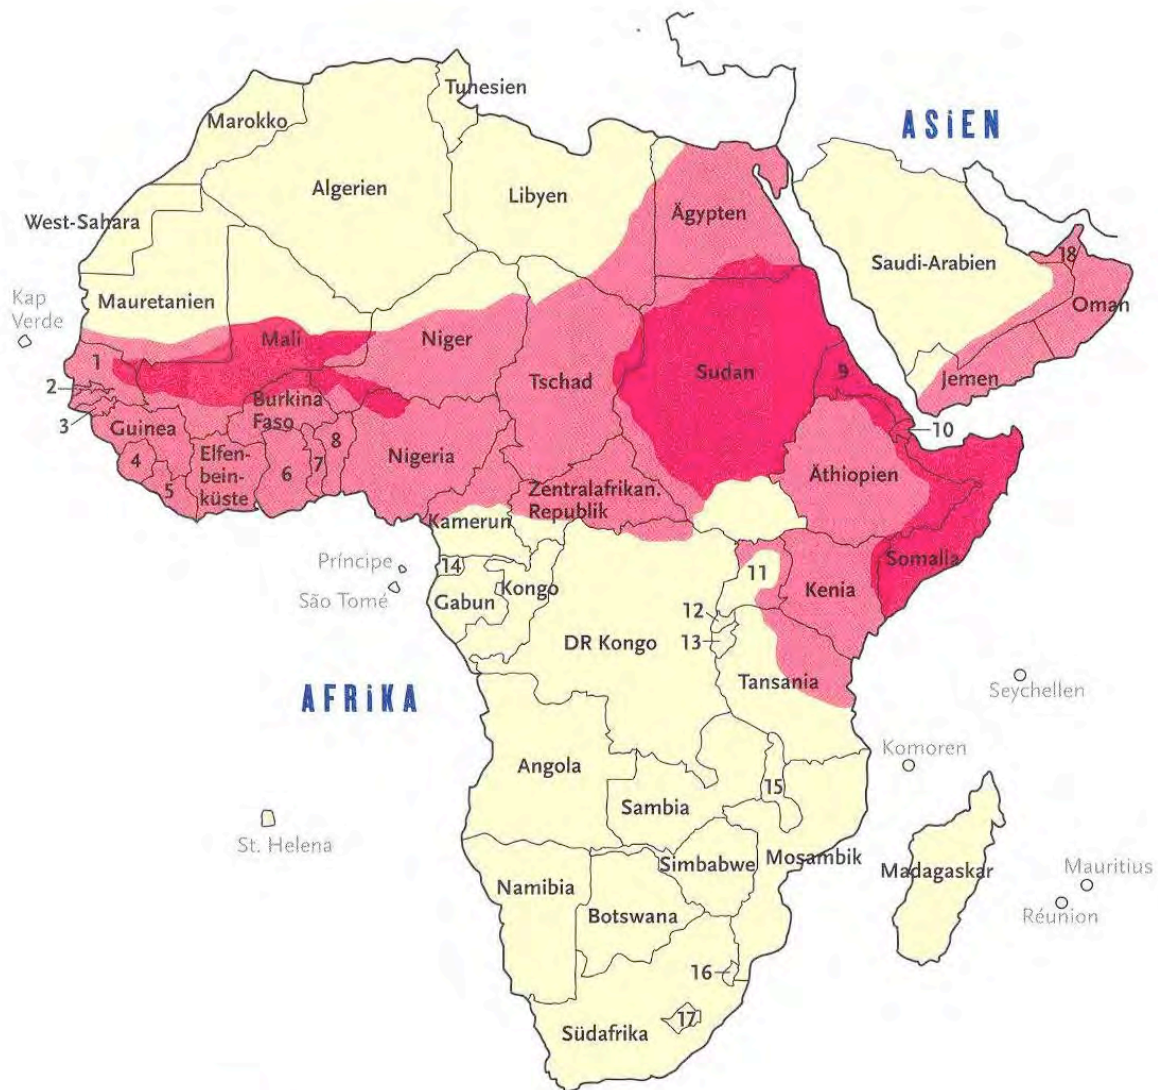 Tunesien
Marokko
ASiEN
Algerien
Libyen
Ägypten
West-Sahara
Saudi-Arabien
18
Mauretanien
Oman
Kap
Verde
Mali
Niger
1
Tschad
Sudan
9
Jemen
2
Burkina
Faso
3
Guinea
10
8
4
Elfen-
bein-
küste
Nigeria
6
7
5
Äthiopien
Zentralafrikan.
Republik
Kamerun
Somalia
Príncipe
14
11
Kongo
Kenia
São Tomé
Gabun
12
13
DR Kongo
Tansania
AFRiKA
Seychellen
Komoren
Angola
15
Sambia
St. Helena
Mosambik
Simbabwe
Madagaskar
Mauritius
Namibia
Botswana
Réunion
16
17
Südafrika